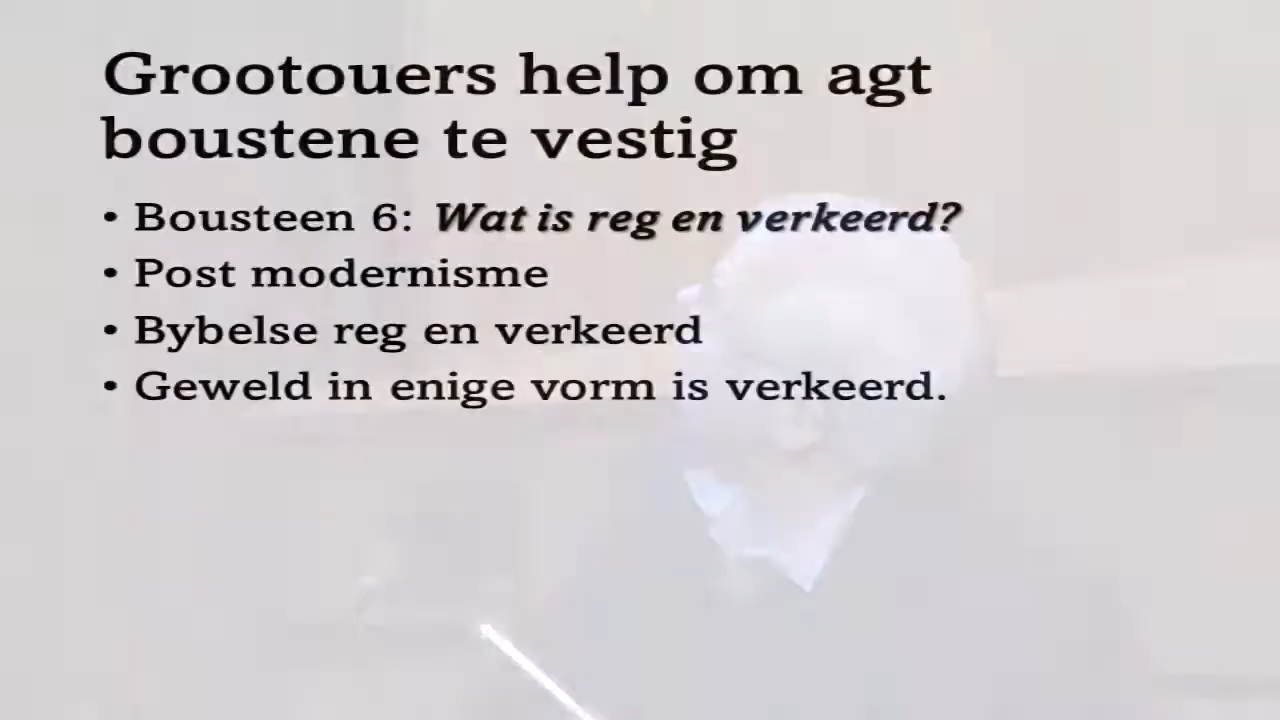 Grootouers help om agt
boustene te vestig
• Bousteen 6: Wat is reg en verkeerd?
• Post modernisme
• Bybelse reg en verkeerd
• Geweld in enige vorm is verkeerd.